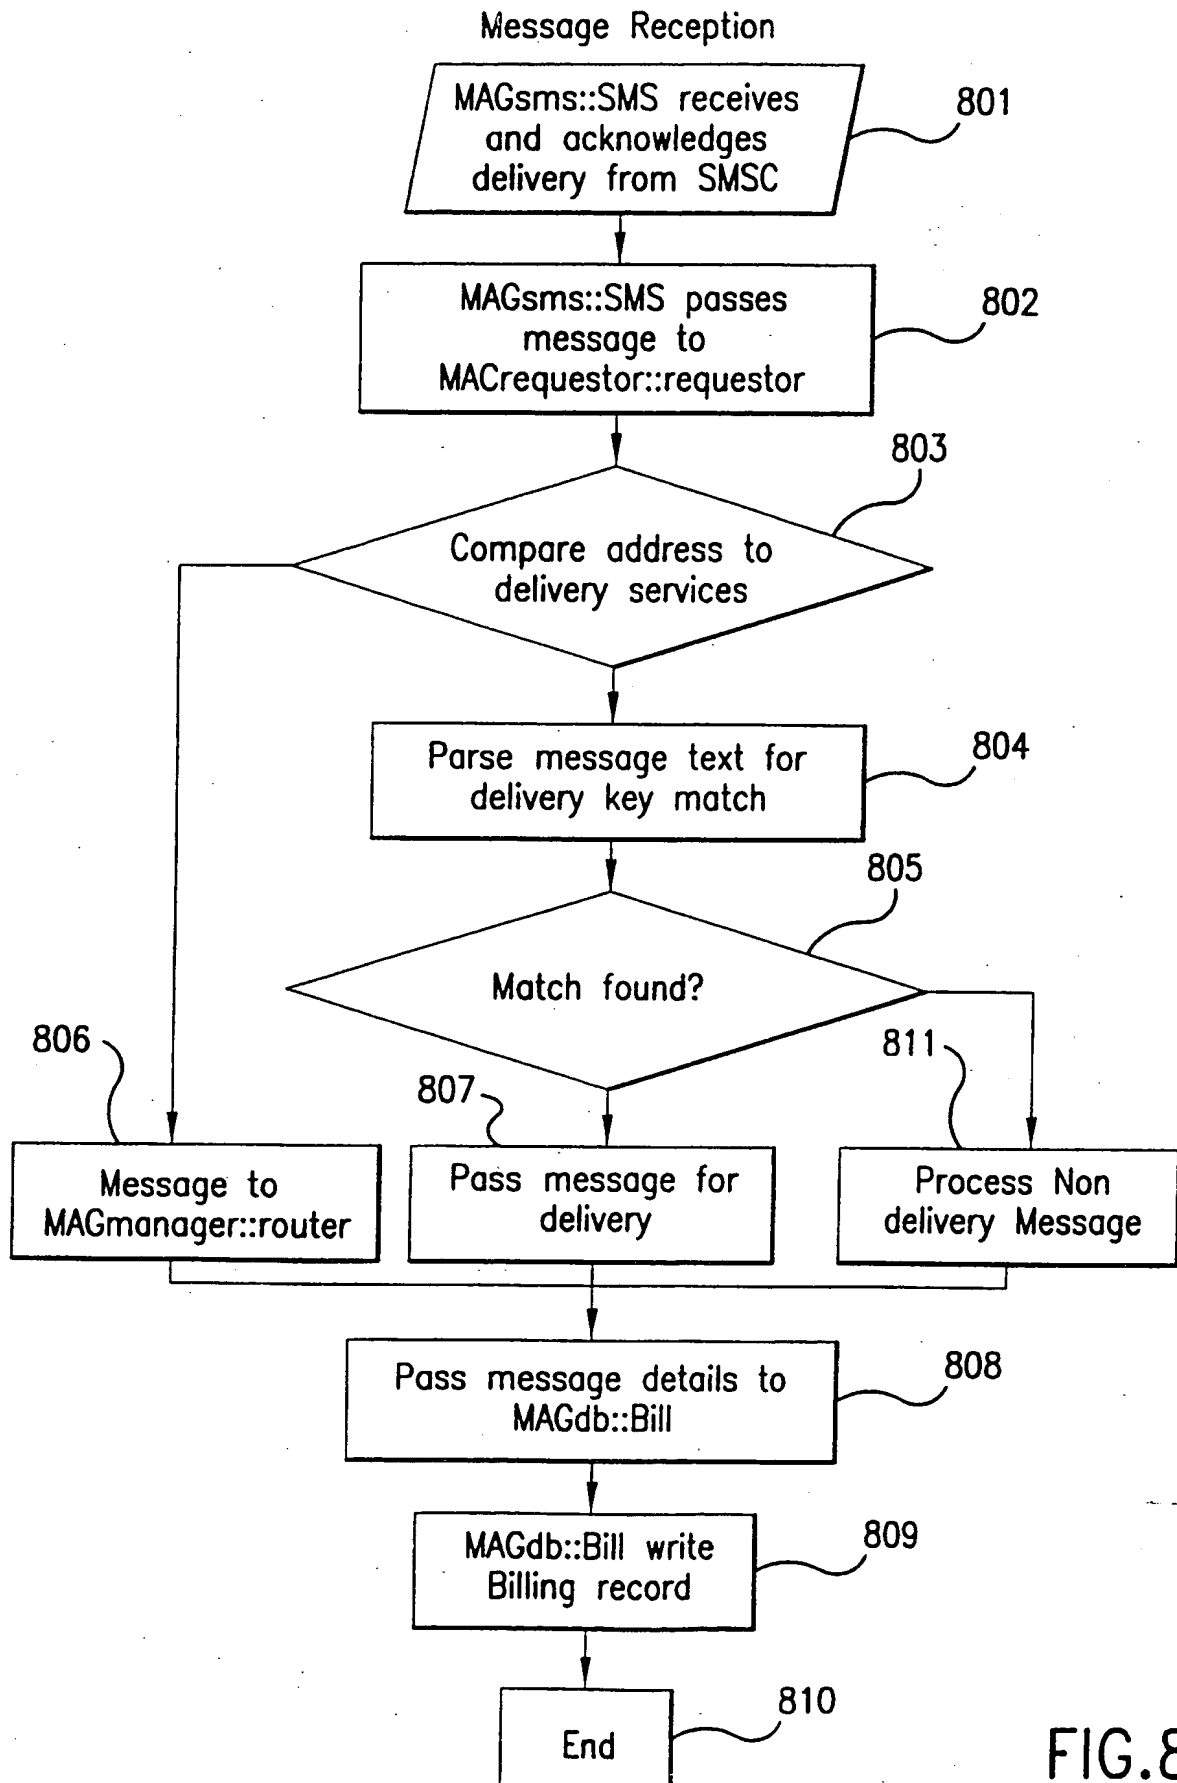 Message Reception
MAGsms::SMS receives
and acknowledges
delivery from SMSC
801
MAGsms::SMS passes
message to
MACrequestor::requestor
802
803
Compare address to
delivery services
Parse message text for
delivery key match
804
805
Match found?
806
807
811
Message to
MAGmanager::router
Pass message for
delivery
Process Non
delivery Message
Pass message details to
MAGdb::Bill
808
MAGdb::Bill write
Billing record
809
End
810
FIG.8